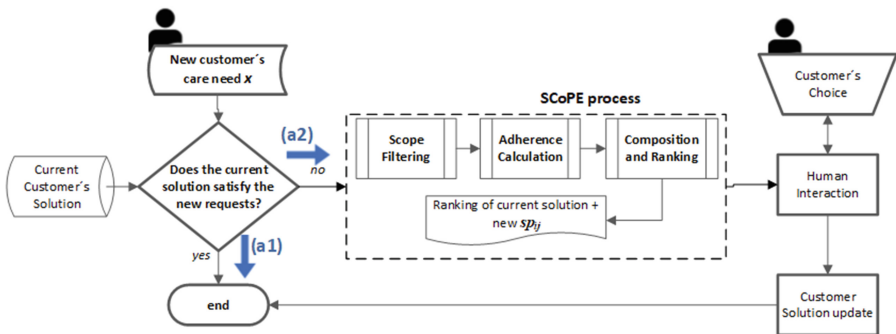 New customer´s
care need x
Current
Customer´s
Solution
Does the current
solution satisfy the
new requests?
(a2)
no
(a1)
yes
end
SCoPE process
Scope
Filtering
Adherence
Calculation
Composition
and Ranking
Ranking of current solution +
new spij
Customer´s
Choice
Human
Interaction
Customer
Solution update